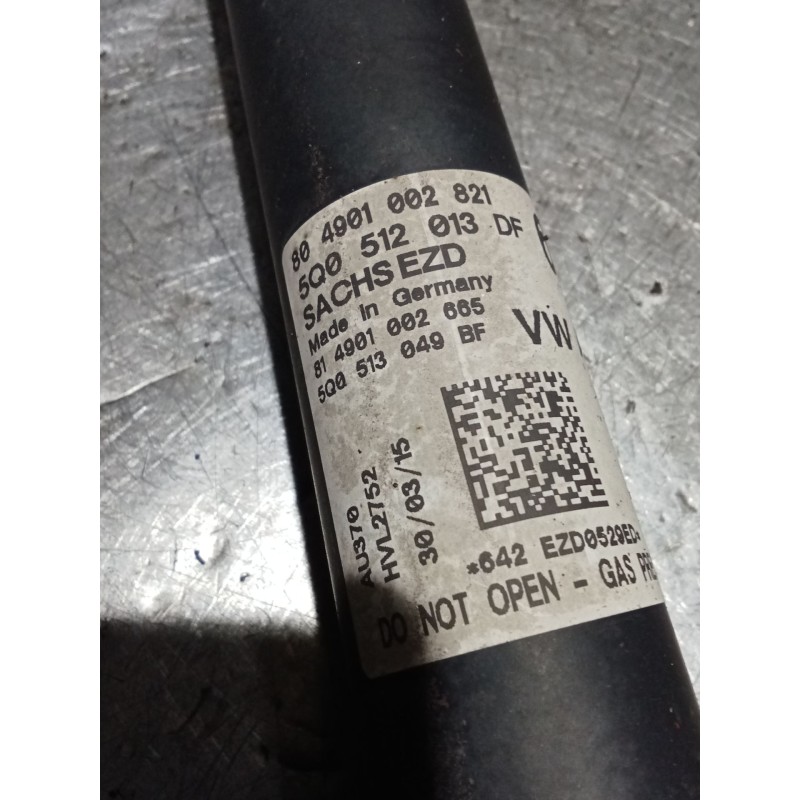 80 4901 002 821
5Q0 512 013 DF
SACHS EZD
Made in Germany
81 4901 002 665
5Q0 513 049 BF
VW
AU370
HVL2752
30/03/15
*642 EZD0529ED
DO NOT OPEN - GAS